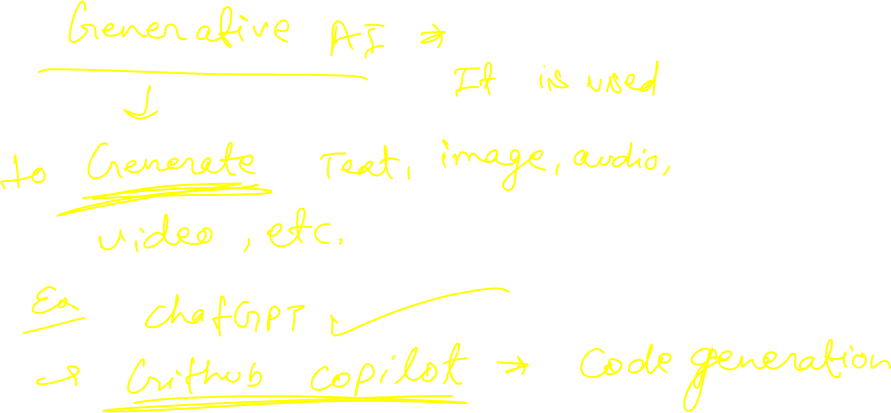 Generative AI →
It is used
to Generate Text, image, audio,
video, etc.
Ex ChatGPT
→ Github copilot → Code generation